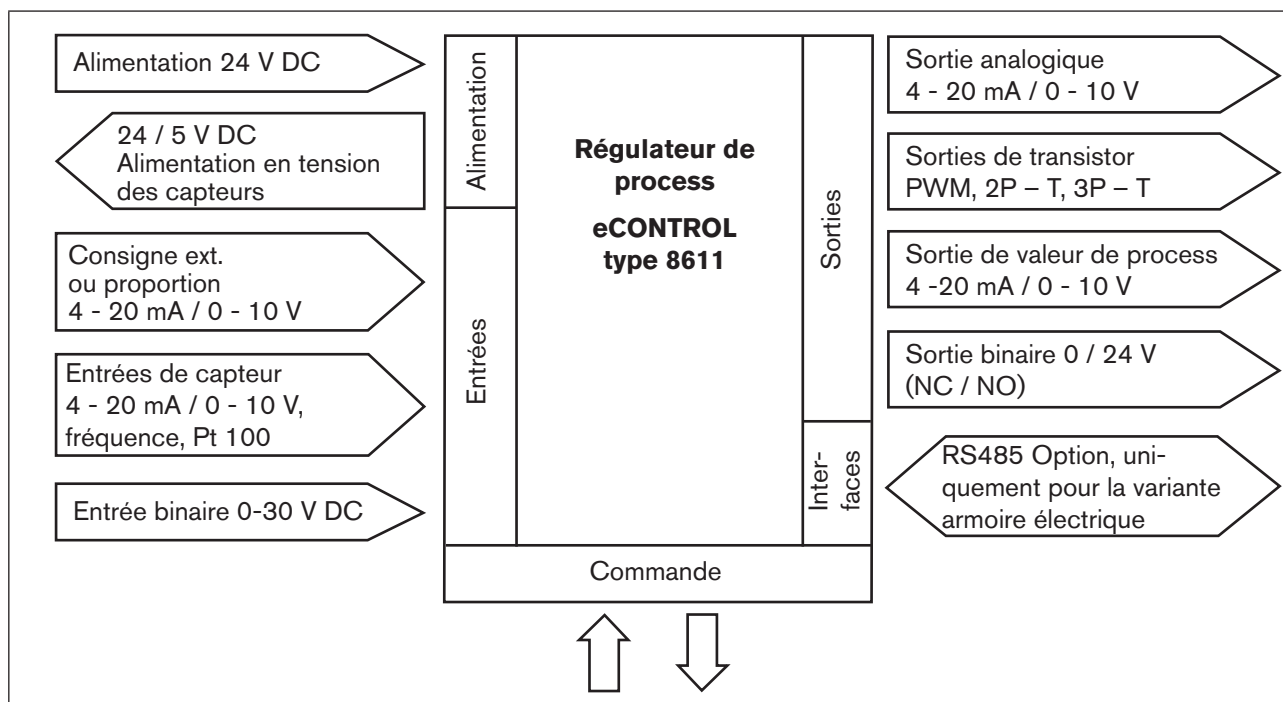 Alimentation 24 V DC
24 / 5 V DC
Alimentation en tension
des capteurs
Consigne ext.
ou proportion
4 - 20 mA / 0 - 10 V
Entrées de capteur
4 - 20 mA / 0 - 10 V,
fréquence, Pt 100
Entrée binaire 0-30 V DC
Alimentation
Entrées
Régulateur de
process
eCONTROL
type 8611
Sorties
Inter-
faces
Commande
Sortie analogique
4 - 20 mA / 0 - 10 V
Sorties de transistor
PWM, 2P – T, 3P – T
Sortie de valeur de process
4 -20 mA / 0 - 10 V
Sortie binaire 0 / 24 V
(NC / NO)
RS485 Option, uni-
quement pour la variante
armoire électrique